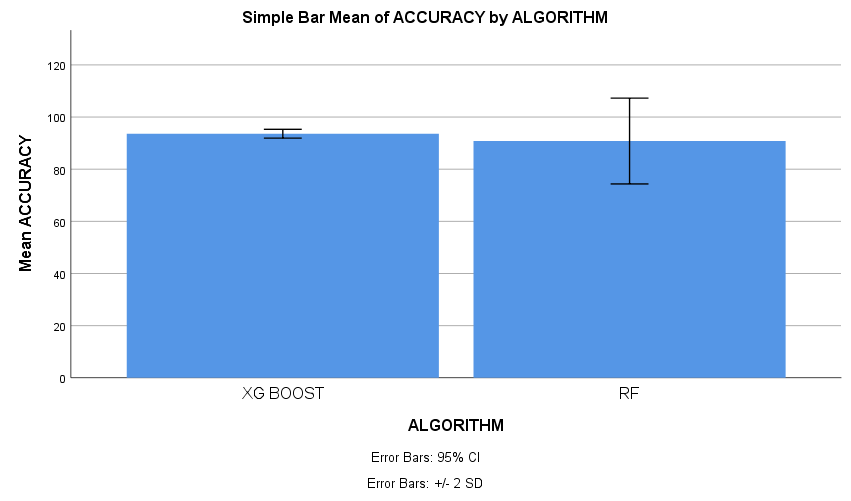 Simple Bar Mean of ACCURACY by ALGORITHM
120
100
80
60
40
20
0
Mean ACCURACY
XG BOOST
RF
ALGORITHM
Error Bars: 95% CI
Error Bars: +/- 2 SD